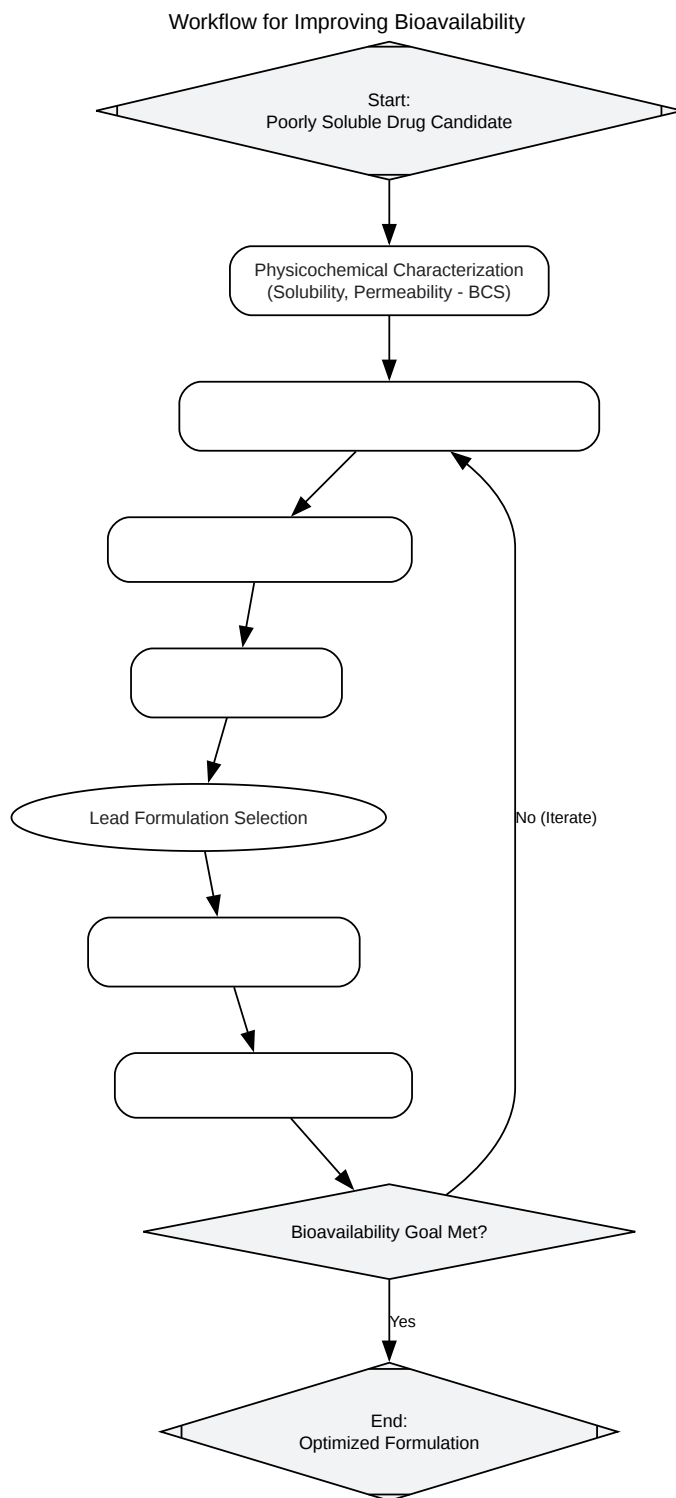 Workflow for Improving Bioavailability
Start:
Poorly Soluble Drug Candidate
Physicochemical Characterization
(Solubility, Permeability - BCS)
Lead Formulation Selection
No (Iterate)
Bioavailability Goal Met?
Yes
End:
Optimized Formulation